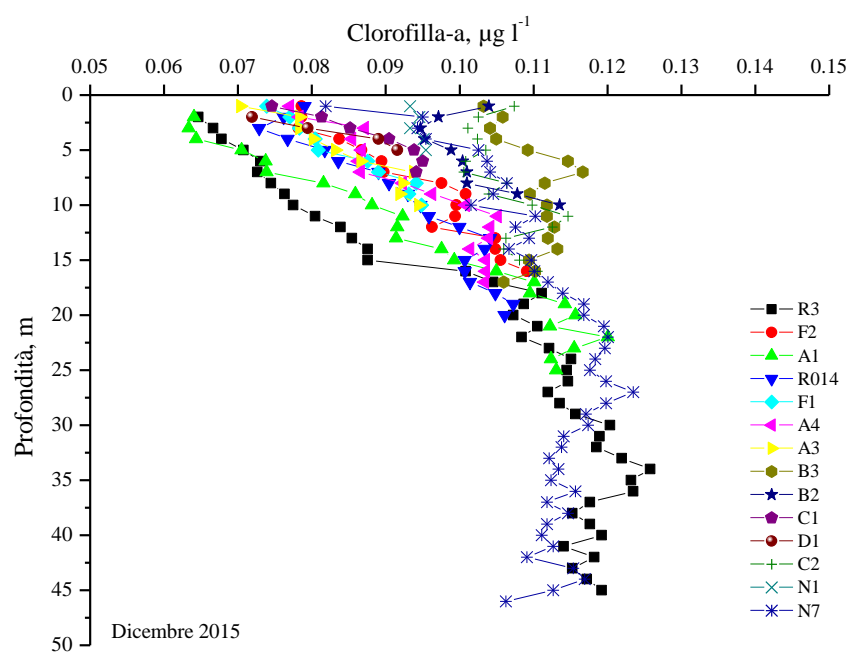 Clorofilla-a, µg l-1
0.05 0.06 0.07 0.08 0.09 0.10 0.11 0.12 0.13 0.14 0.15
0
5
10
15
20
25
30
35
40
45
50
Profondità, m
R3
F2
A1
R014
F1
A4
A3
B3
B2
C1
D1
C2
N1
N7
Dicembre 2015